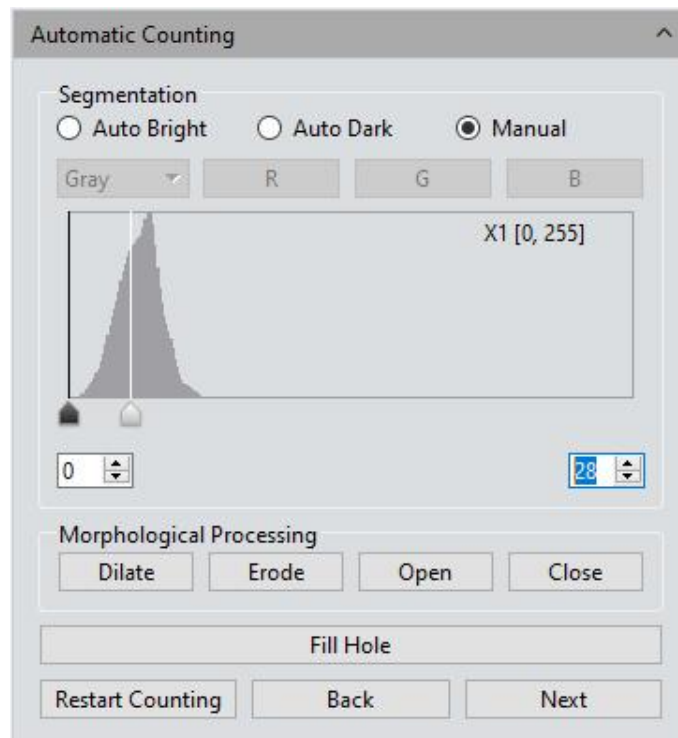 Automatic Counting
Segmentation
Auto Bright Auto Dark Manual
Gray R G B
X1 [0, 255]
0 28
Morphological Processing
Dilate Erode Open Close
Fill Hole
Restart Counting Back Next